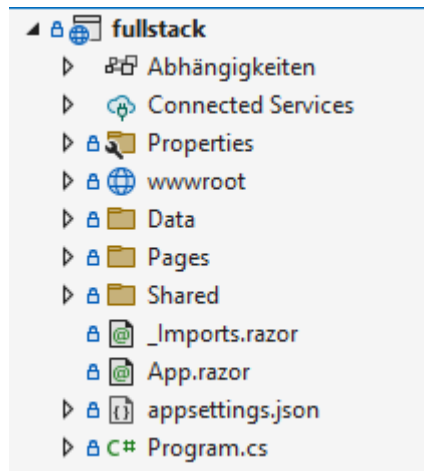 fullstack
Abhängigkeiten
Connected Services
Properties
wwwroot
Data
Pages
Shared
_Imports.razor
App.razor
appsettings.json
C# Program.cs